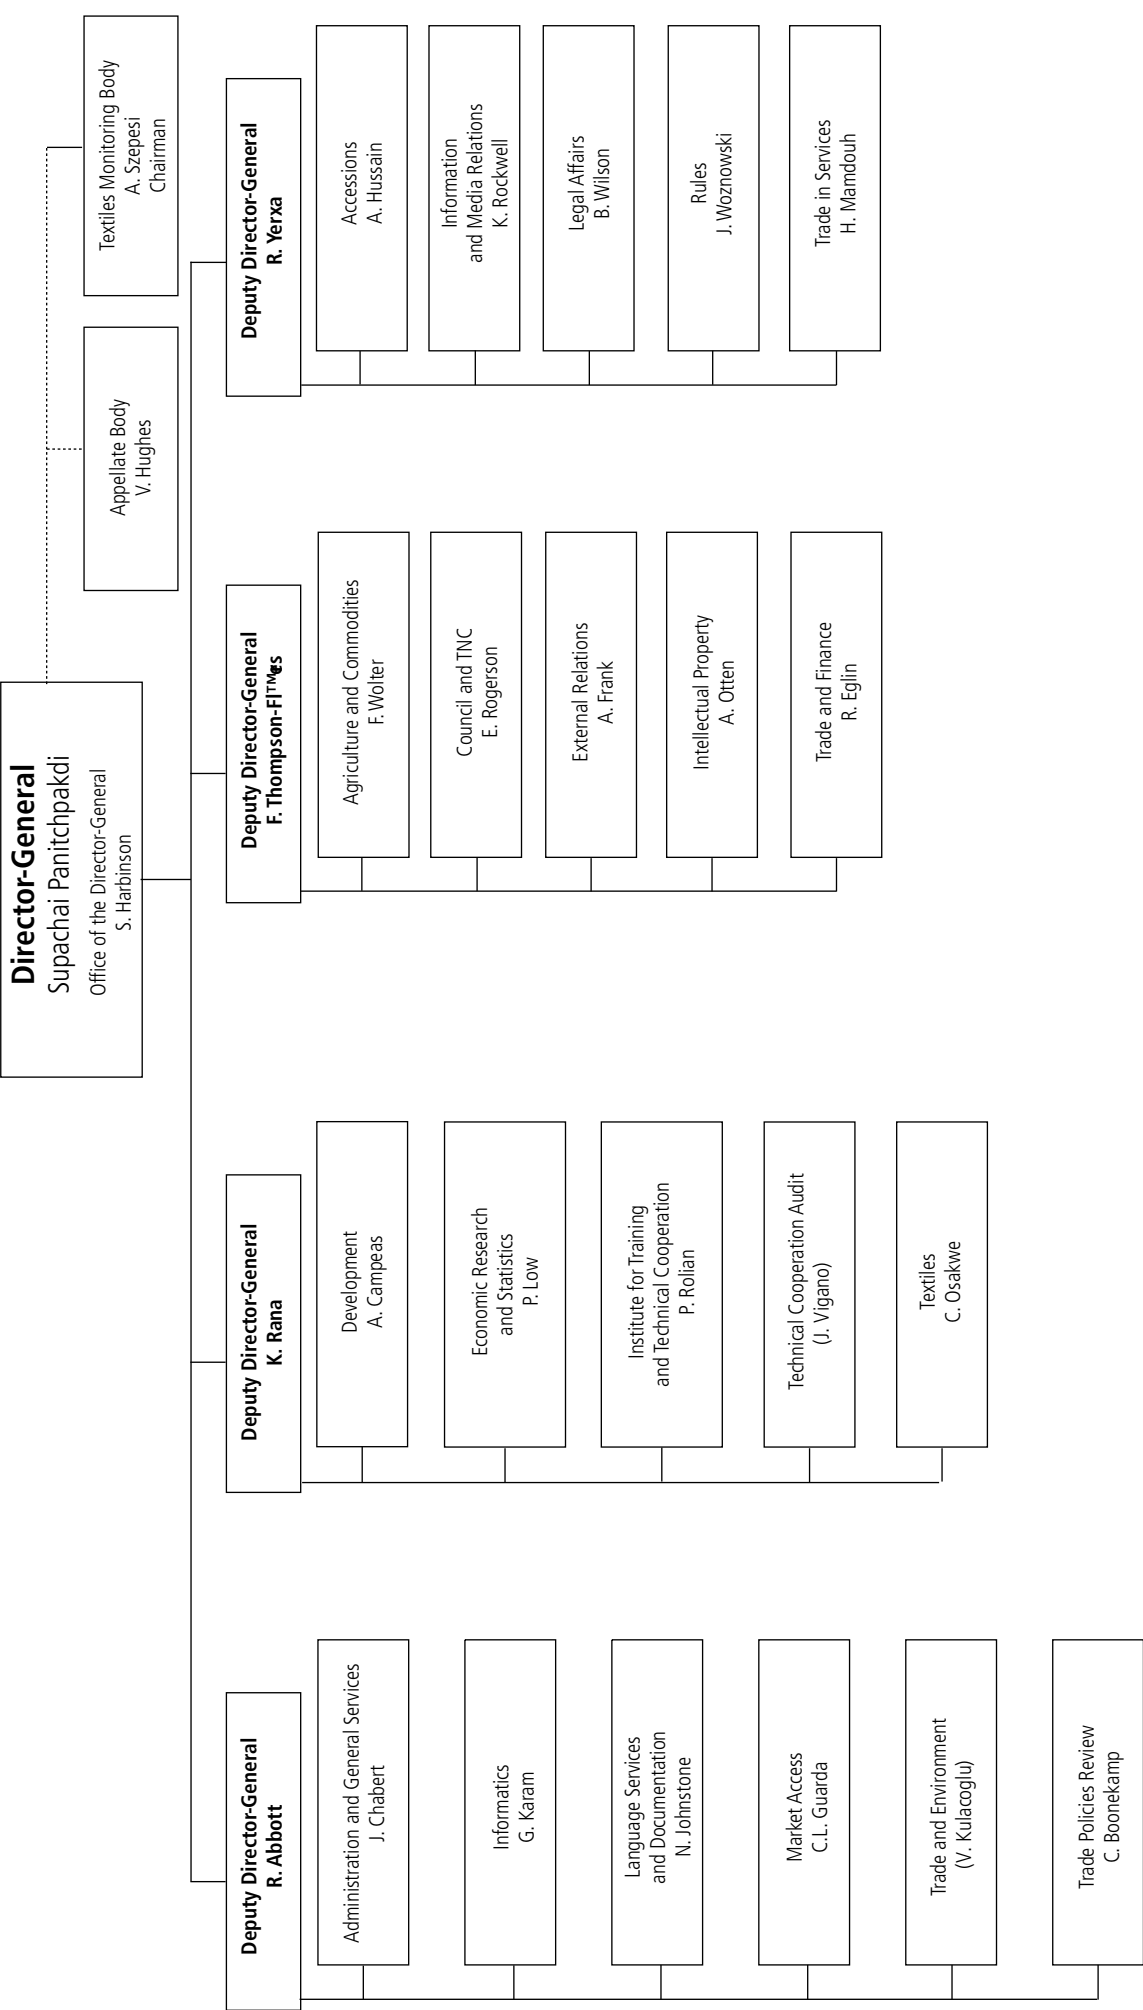 Director-General
Supachai Panitchpakdi
Office of the Director-General
S. Harbinson
Appellate Body
V. Hughes
Textiles Monitoring Body
A. Szepesi
Chairman
Deputy Director-General
R. Abbott
Administration and General Services
J. Chabert
Informatics
G. Karam
Language Services
and Documentation
N. Johnstone
Market Access
C.L. Guarda
Trade and Environment
(V. Kulacoglu)
Trade Policies Review
C. Boonekamp
Deputy Director-General
K. Rana
Development
A. Campeas
Economic Research
and Statistics
P. Low
Institute for Training
and Technical Cooperation
P. Rolian
Technical Cooperation Audit
(J. Vigano)
Textiles
C. Osakwe
Deputy Director-General
F. Thompson-Fl
Agriculture and Commodities
F. Wolter
Council and TNC
E. Rogerson
External Relations
A. Frank
Intellectual Property
A. Otten
Trade and Finance
R. Eglin
Deputy Director-General
R. Yerxa
Accessions
A. Hussain
Information
and Media Relations
K. Rockwell
Legal Affairs
B. Wilson
Rules
J. Woznowski
Trade in Services
H. Mamdouh